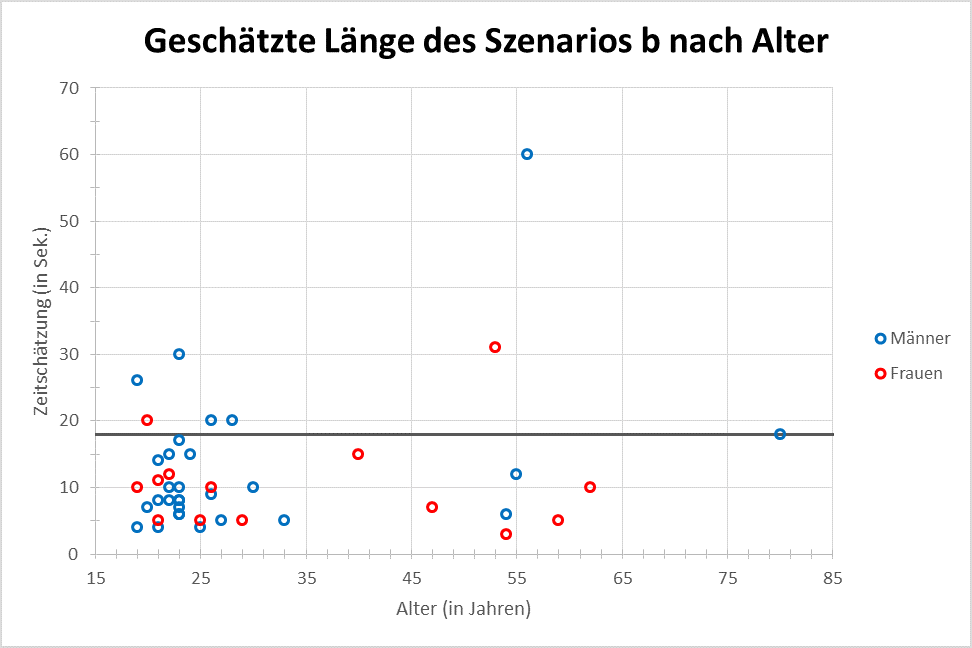 Geschätzte Länge des Szenarios b nach Alter
70
60
50
40
30
20
10
0
Zeitschätzung (in Sek.)
15 25 35 45 55 65 75 85
Alter (in Jahren)
Männer
Frauen